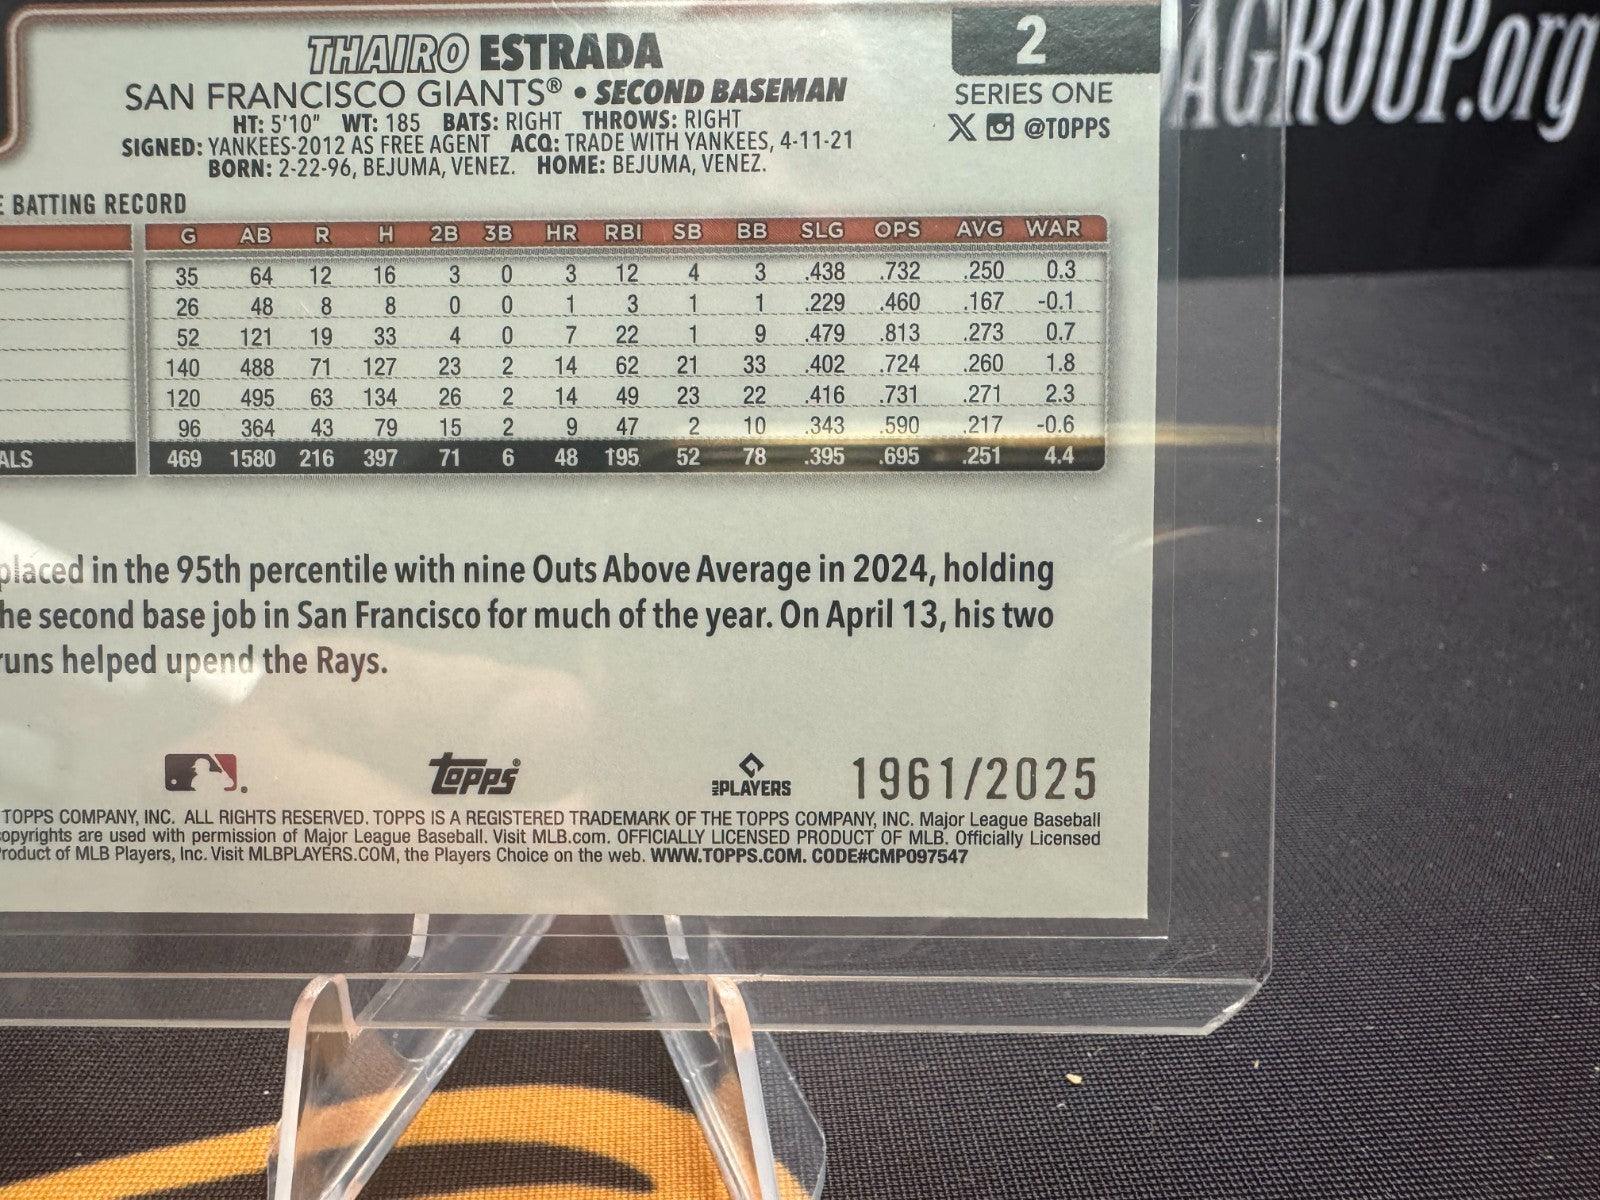 THAIRO ESTRADA
SAN FRANCISCO GIANTS® • SECOND BASEMAN
HT: 5'10" WT: 185 BATS: RIGHT THROWS: RIGHT
SIGNED: YANKEES-2012 AS FREE AGENT ACQ: TRADE WITH YANKEES, 4-11-21
BORN: 2-22-96, BEJUMA, VENEZ. HOME: BEJUMA, VENEZ.
2
SERIES ONE
X @TOPPS
AGROUP.org
E BATTING RECORD
G AB R H 2B 3B HR RBI SB BB SLG OPS AVG WAR
35 64 12 16 3 0 3 12 4 3 .438 .732 .250 0.3
26 48 8 8 0 0 1 3 1 1 .229 .460 .167 -0.1
52 121 19 33 4 0 7 22 1 9 .479 .813 .273 0.7
140 488 71 127 23 2 14 62 21 33 .402 .724 .260 1.8
120 495 63 134 26 2 14 49 23 22 .416 .731 .271 2.3
96 364 43 79 15 2 9 47 2 10 .343 .590 .217 -0.6
ALS 469 1580 216 397 71 6 48 195 52 78 .395 .695 .251 4.4
placed in the 95th percentile with nine Outs Above Average in 2024, holding
he second base job in San Francisco for much of the year. On April 13, his two
runs helped upend the Rays.
Topps® PLAYERS 1961/2025
TOPPS COMPANY, INC. ALL RIGHTS RESERVED. TOPPS IS A REGISTERED TRADEMARK OF THE TOPPS COMPANY, INC. Major League Baseball
opyrights are used with permission of Major League Baseball. Visit MLB.com. OFFICIALLY LICENSED PRODUCT OF MLB. Officially Licensed
Product of MLB Players, Inc. Visit MLBPLAYERS.COM, the Players Choice on the web. WWW.TOPPS.COM. CODE#CMP097547